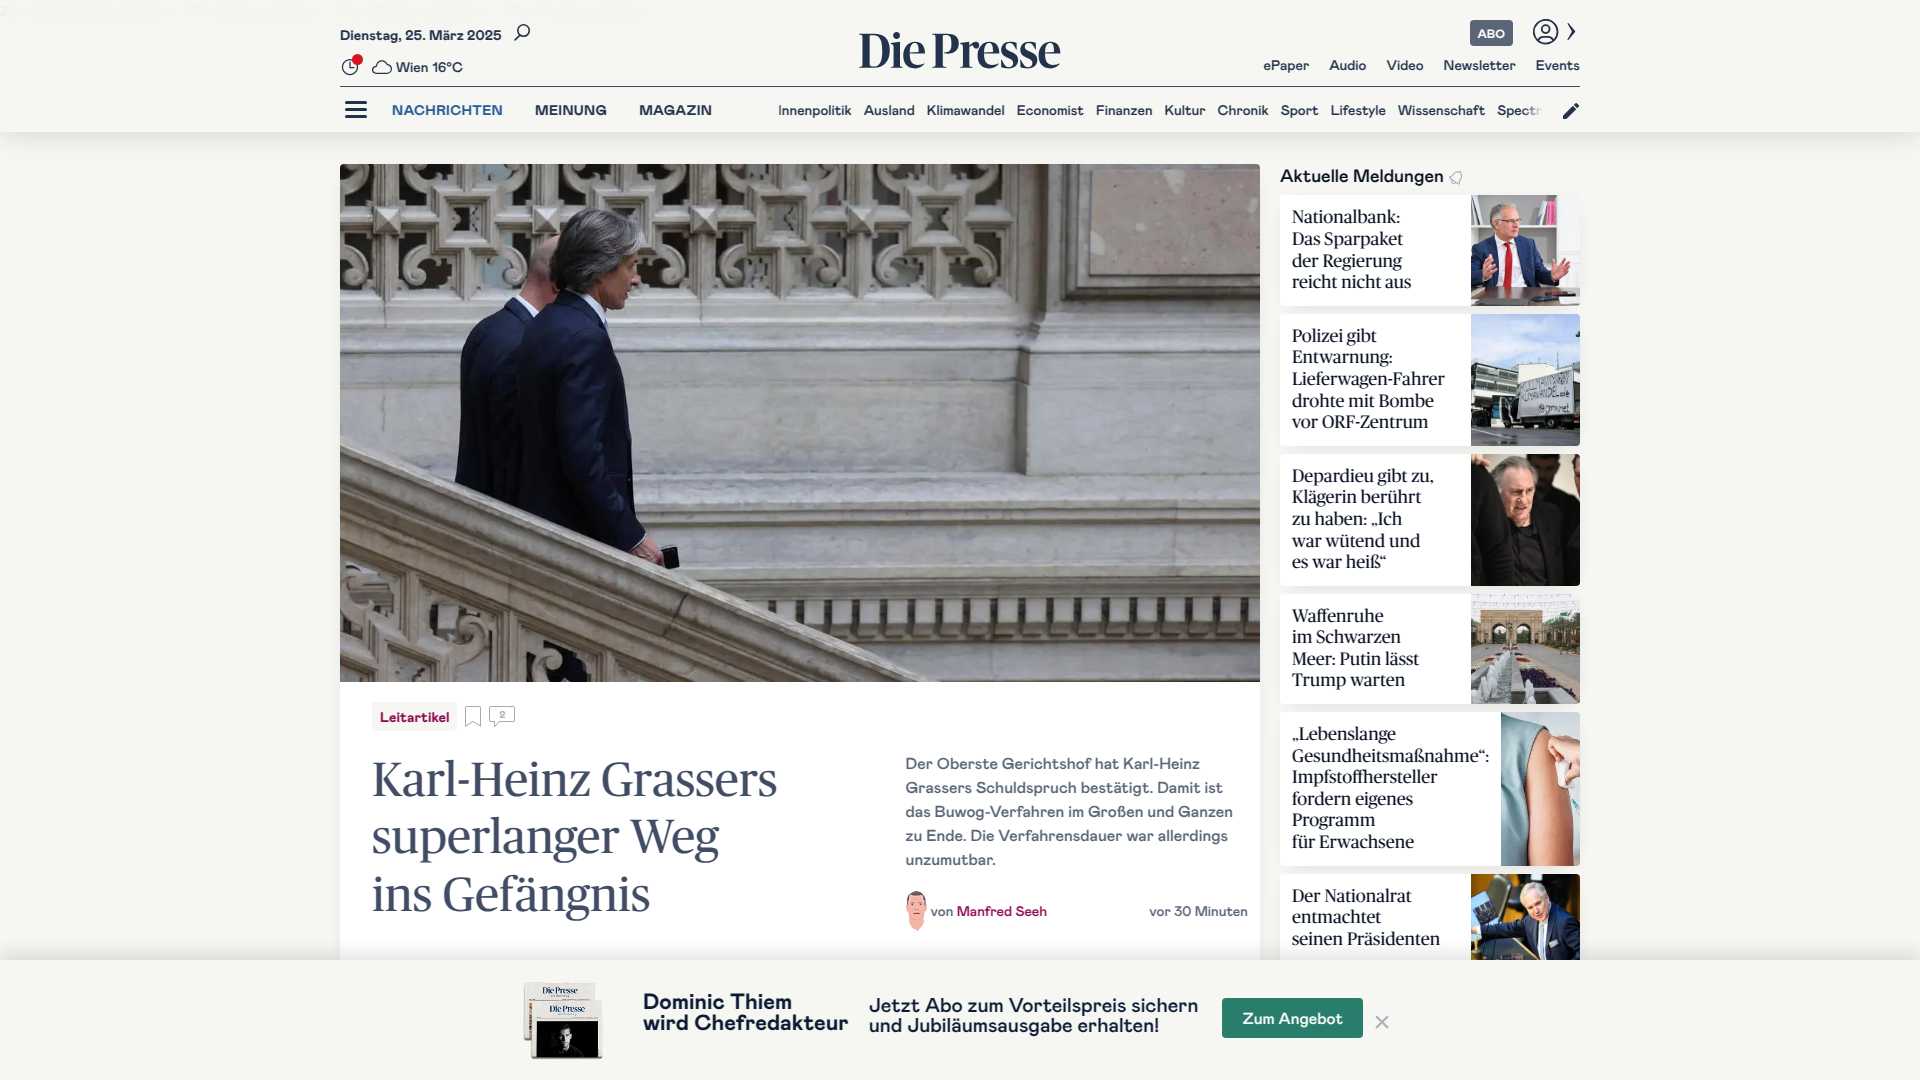 Dienstag, 25. März 2025
Wien 16°C
Die Presse
ABO
ePaper Audio Video Newsletter Events
NACHRICHTEN MEINUNG MAGAZIN
Innenpolitik Ausland Klimawandel Economist Finanzen Kultur Chronik Sport Lifestyle Wissenschaft Spectr
Leitartikel
2
Karl-Heinz Grassers
superlanger Weg
ins Gefängnis
Der Oberste Gerichtshof hat Karl-Heinz
Grassers Schuldspruch bestätigt. Damit ist
das Buwog-Verfahren im Großen und Ganzen
zu Ende. Die Verfahrensdauer war allerdings
unzumutbar.
von Manfred Seeh
vor 30 Minuten
Aktuelle Meldungen
Nationalbank:
Das Sparpaket
der Regierung
reicht nicht aus
Polizei gibt
Entwarnung:
Lieferwagen-Fahrer
drohte mit Bombe
vor ORF-Zentrum
Depardieu gibt zu,
Klägerin berührt
zu haben: „Ich
war wütend und
es war heiß“
Waffenruhe
im Schwarzen
Meer: Putin lässt
Trump warten
„Lebenslange
Gesundheitsmaßnahme“:
Impfstoffhersteller
fordern eigenes
Programm
für Erwachsene
Der Nationalrat
entmachtet
seinen Präsidenten
Die Presse
Die Presse
Dominic Thiem
wird Chefredakteur
Jetzt Abo zum Vorteilspreis sichern
und Jubiläumsausgabe erhalten!
Zum Angebot